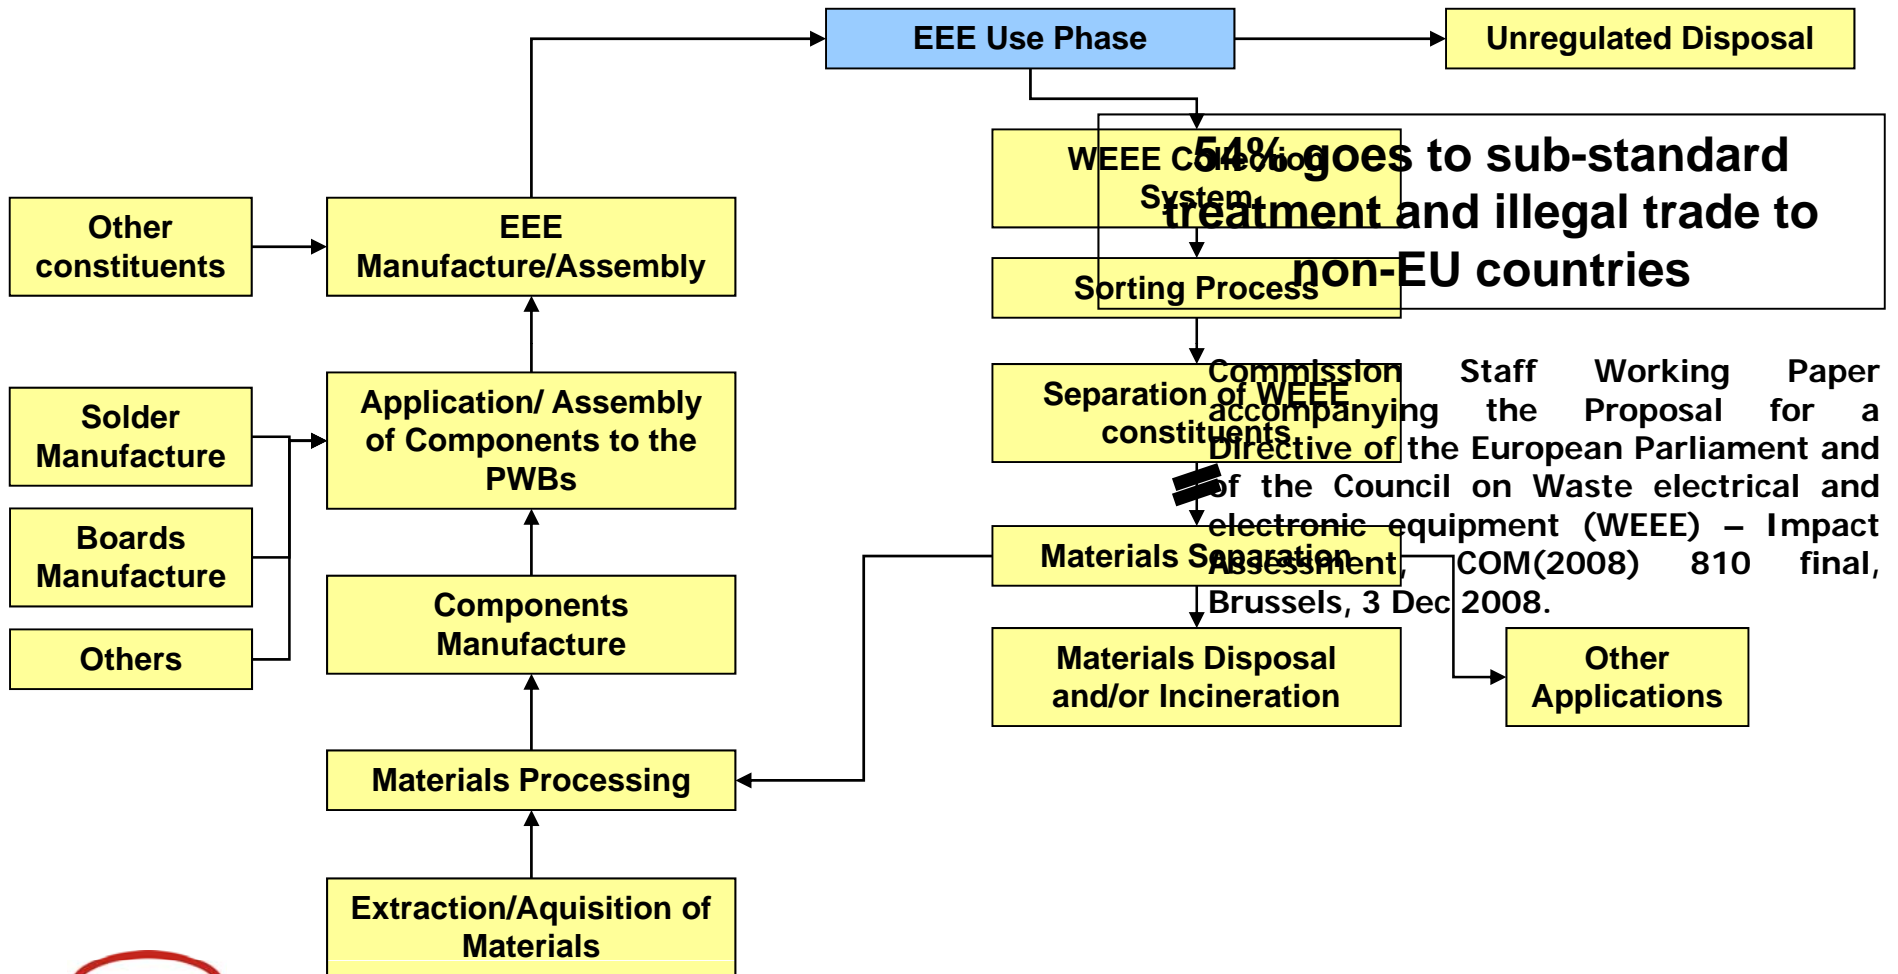 EEE Use Phase
Unregulated Disposal
WEEE Collection
System
54% goes to sub-standard
treatment and illegal trade to
non-EU countries
Other
constituents
EEE
Manufacture/Assembly
Sorting Process
Solder
Manufacture
Application/ Assembly
of Components to the
PWBs
Separation of WEEE
constituents
Commission Staff Working Paper
accompanying the Proposal for a
Directive of the European Parliament and
of the Council on Waste electrical and
electronic equipment (WEEE) – Impact
Assessment, COM(2008) 810 final,
Brussels, 3 Dec 2008.
Boards
Manufacture
Materials Separation
Components
Manufacture
Others
Materials Disposal
and/or Incineration
Other
Applications
Materials Processing
Extraction/Aquisition of
Materials